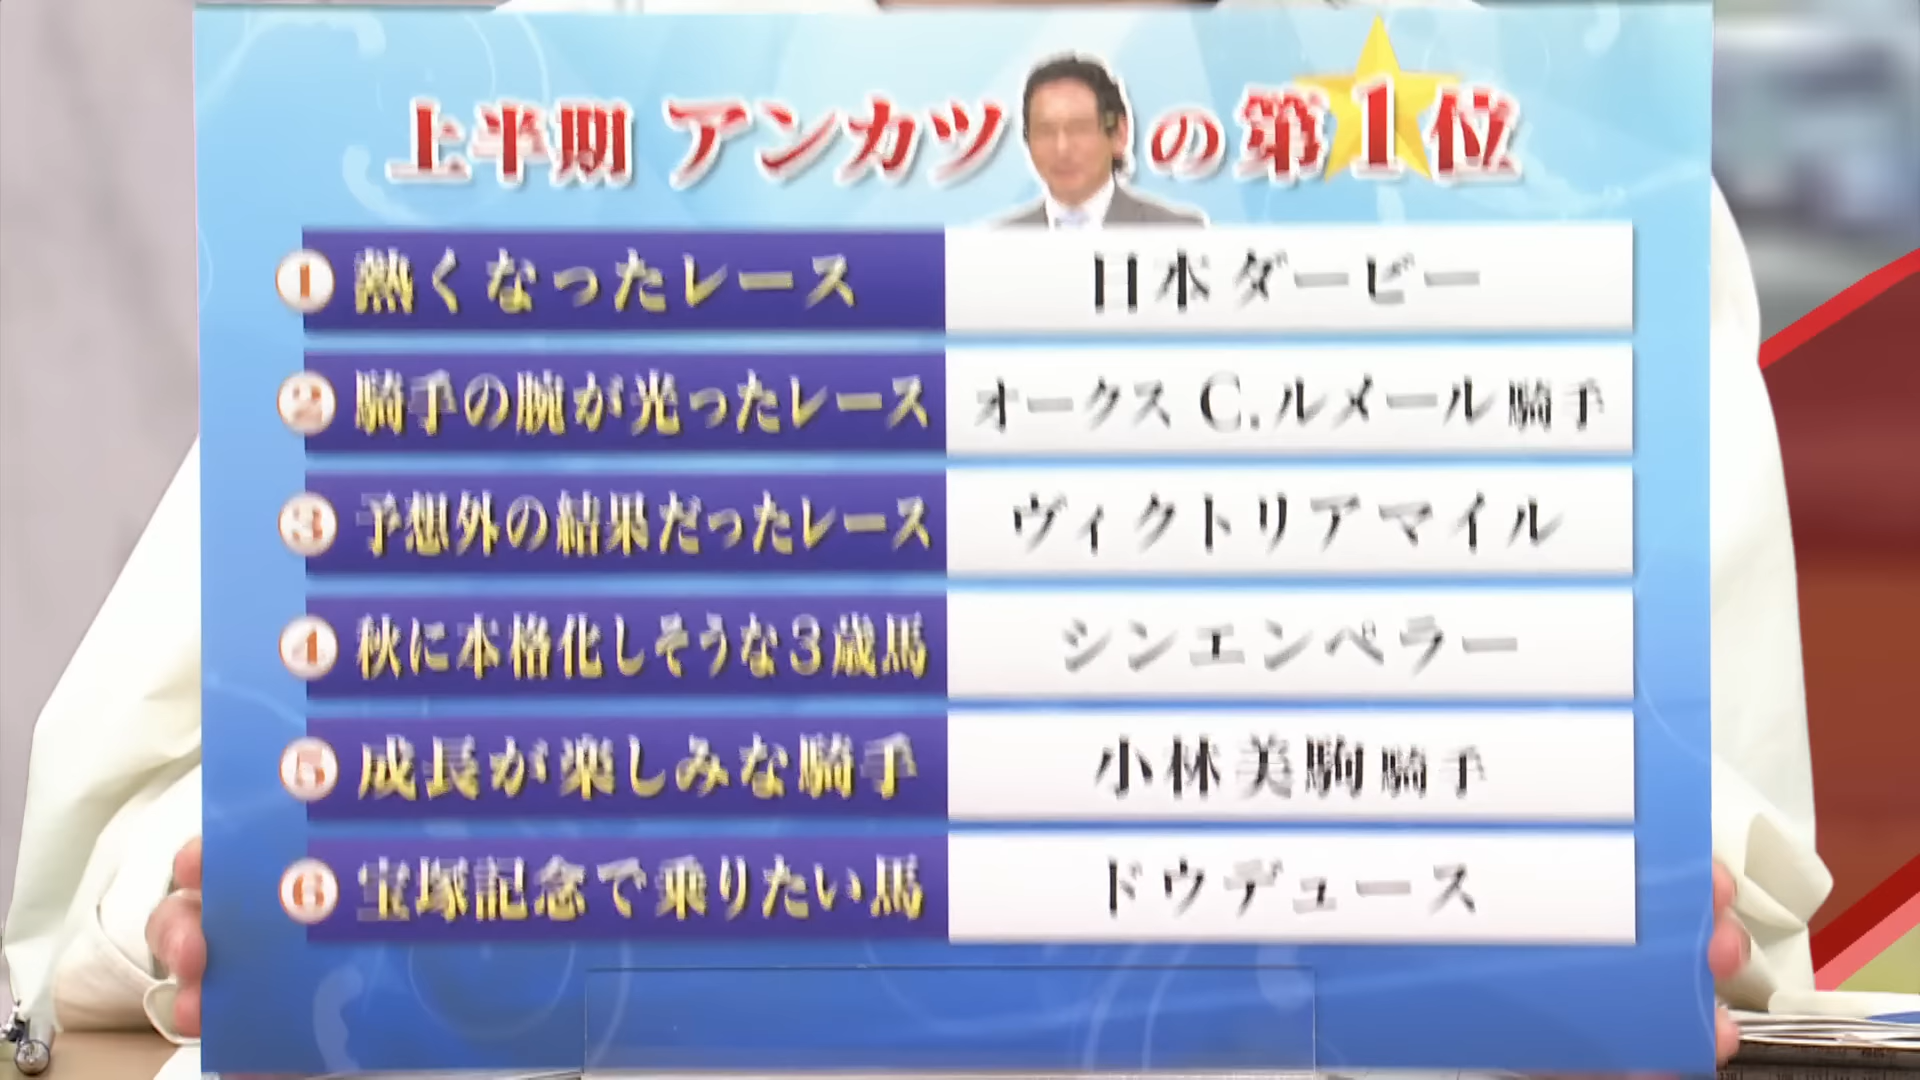 上半期 アンカツ の第1位
① 熱くなったレース 日本ダービー
② 騎手の腕が光ったレース オークス C.ルメール騎手
③ 予想外の結果だったレース ヴィクトリアマイル
④ 秋に本格化しそうな3歳馬 シンエンペラー
⑤ 成長が楽しみな騎手 小林美駒騎手
⑥ 宝塚記念で乗りたい馬 ドウデュース